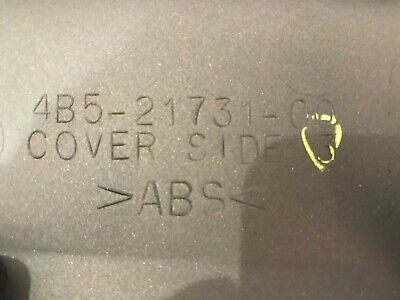 4B5-21731-00
COVER SIDE 3
>ABS<